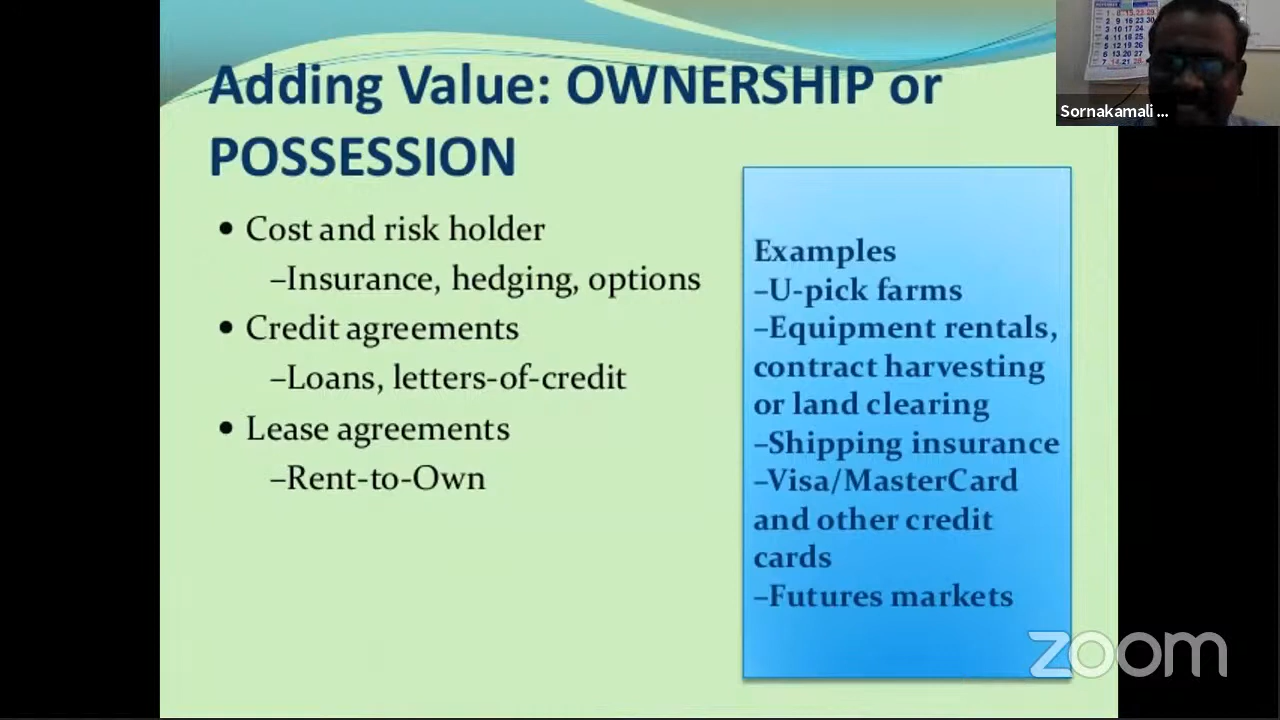 Adding Value: OWNERSHIP or
POSSESSION
• Cost and risk holder
–Insurance, hedging, options
• Credit agreements
–Loans, letters-of-credit
• Lease agreements
–Rent-to-Own
Examples
–U-pick farms
–Equipment rentals,
contract harvesting
or land clearing
–Shipping insurance
–Visa/MasterCard
and other credit
cards
–Futures markets
Sornakamali ...
zoom